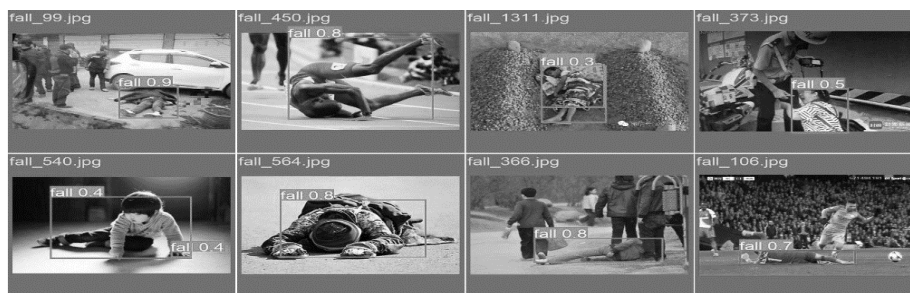 fall_99.jpg
fall_450.jpg
fall_1311.jpg
fall_373.jpg
fall 0.9
fall 0.8
fall 0.3
fall 0.5
fall_540.jpg
fall_564.jpg
fall_366.jpg
fall_106.jpg
fall 0.4
fall 0.4
fall 0.8
fall 0.8
fall 0.7